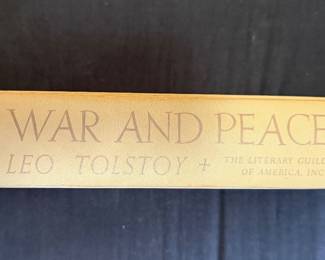 WAR AND PEACE
LEO TOLSTOY + THE LITERARY GUILD
OF AMERICA, INC